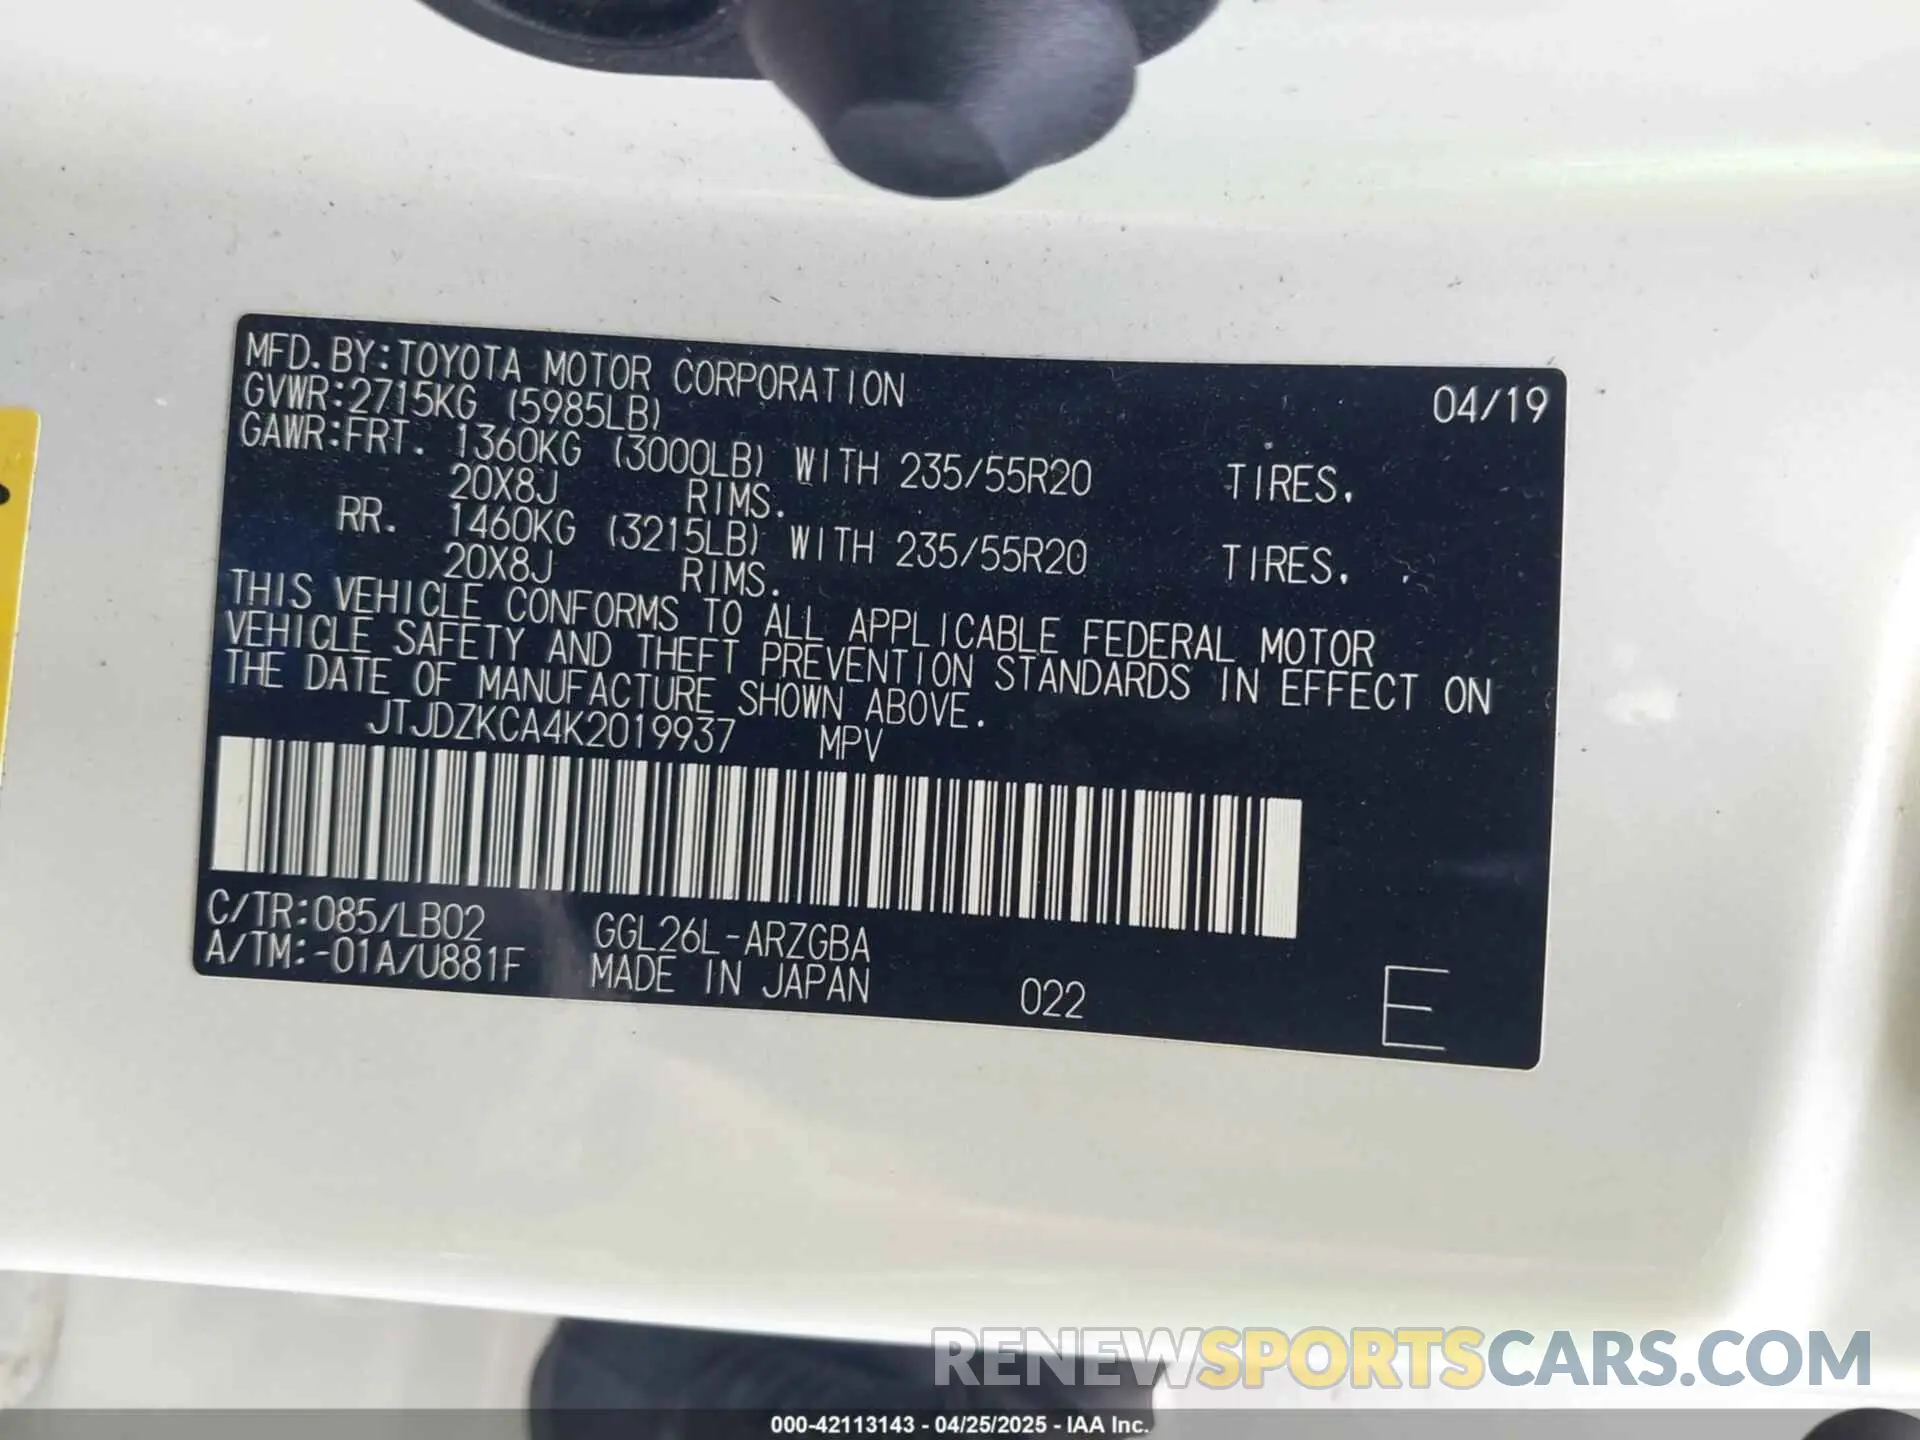 MFD.BY:TOYOTA MOTOR CORPORATION 04/19
GVWR:2715KG (5985LB)
GAWR:FRT. 1360KG (3000LB) WITH 235/55R20 TIRES.
20X8J RIMS.
RR. 1460KG (3215LB) WITH 235/55R20 TIRES.
20X8J RIMS.
THIS VEHICLE CONFORMS TO ALL APPLICABLE FEDERAL MOTOR
VEHICLE SAFETY AND THEFT PREVENTION STANDARDS IN EFFECT ON
THE DATE OF MANUFACTURE SHOWN ABOVE.
JTJDZKCA4K2019937 MPV
C/TR:085/LB02 GGL26L-ARZGBA
A/TM:-01A/U881F MADE IN JAPAN 022 E
RENEWSPORTSCARS.COM
000-42113143 - 04/25/2025 - IAA Inc.